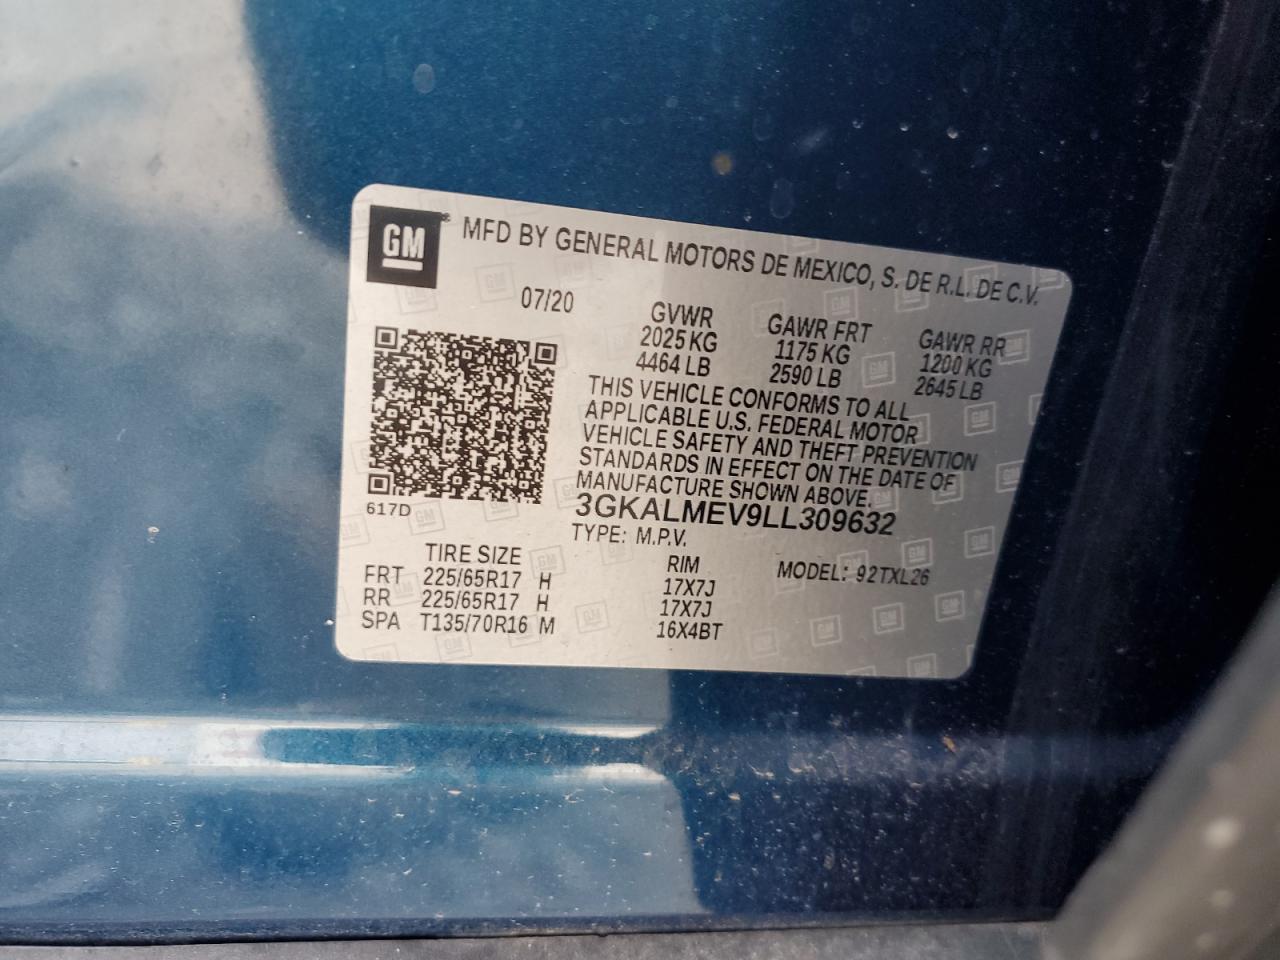 GM® MFD BY GENERAL MOTORS DE MEXICO, S. DE R.L. DE C.V.
07/20
GVWR GAWR FRT GAWR RR
2025 KG 1175 KG 1200 KG
4464 LB 2590 LB 2645 LB
THIS VEHICLE CONFORMS TO ALL
APPLICABLE U.S. FEDERAL MOTOR
VEHICLE SAFETY AND THEFT PREVENTION
STANDARDS IN EFFECT ON THE DATE OF
MANUFACTURE SHOWN ABOVE.
617D
3GKALMEV9LL309632
TYPE: M.P.V.
TIRE SIZE RIM MODEL: 92TXL26
FRT 225/65R17 H 17X7J
RR 225/65R17 H 17X7J
SPA T135/70R16 M 16X4BT